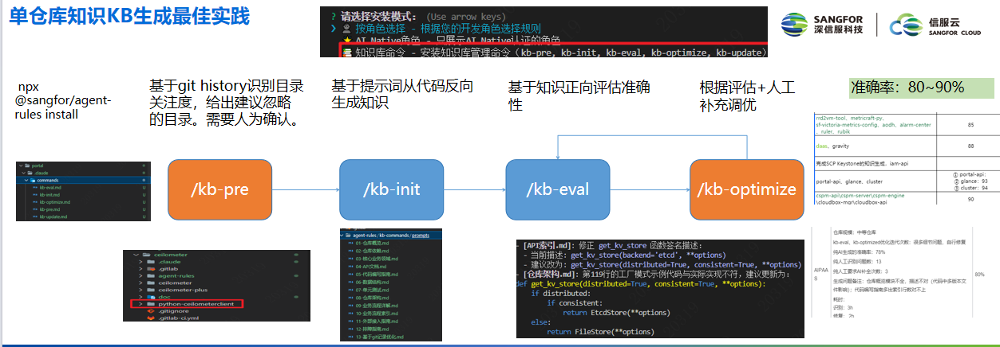 单仓库知识KB生成最佳实践
? 请选择安装模式： (Use arrow keys)
❯ 按角色选择 - 根据您的开发角色选择规则
AI Native角色 - 只展示AI Native认证的角色
知识库命令 - 安装知识库管理命令（kb-pre, kb-init, kb-eval, kb-optimize, kb-update）
SANGFOR
深信服科技
信服云
SANGFOR CLOUD
npx
@sangfor/agent-
rules install
基于git history识别目录
关注度，给出建议忽略
的目录。需要人为确认。
基于提示词从代码反向
生成知识
基于知识正向评估准确
性
根据评估+人工
补充调优
准确率：80~90%
portal
.claude
commands
kb-eval.md U
kb-init.md U
kb-optimize.md U
kb-pre.md U
kb-update.md U
/kb-pre
/kb-init
/kb-eval
/kb-optimize
rrd2vm-tool、metricraft-py、
sf-victoria-metrics-config、aodh、alarm-center
、ruler、rubik
85
daas、gravity
88
完成SCP Keystone的知识生成、iam-api
portal-api、glance、cluster
① portal-api:
② glance：93
③ cluster：94
cspm-api\cspm-server\cspm-engine
\cloudbox-mgr\cloudbox-api
90
ceilometer
.claude
.gitlab
agent-rules
ceilometer
ceilometer-plus
doc
python-ceilometerclient
.gitignore
.gitlab-ci.yml
agent-rules / kb-commands / prompts
01-仓库概览.md
02-仓库依赖.md
03-核心业务领域.md
04-API文档.md
05-代码编写指南.md
06-数据结构.md
07-单元测试.md
08-仓库架构.md
09-业务流程详解.md
10-业务流程索引.md
11-外部接入指南.md
12-排障指南.md
13-基于git记录优化.md
- [API索引.md]: 修正 get_kv_store 函数签名描述：
- 当前描述: get_kv_store(backend='etcd', **options)
- 建议改为: get_kv_store(distributed=True, consistent=True, **options)
- [仓库架构.md]: 第119行的工厂模式示例代码与实际实现不符，建议更新为：
def get_kv_store(distributed=True, consistent=True, **options):
if distributed:
if consistent:
return EtcdStore(**options)
else:
return FileStore(**options)
AIPAA
S
仓库规模：中等仓库
kb-eval、kb-optimized优化迭代次数：很多细节问题，自行修复
纯AI生成的准确率：78%
纯人工识别问题数：13
纯人工要求AI补全次数：3
生成问题备注：仓库概览模块不全，描述不对（代码中多版本文
件影响）；代码编写指南多出索引行数对不上
耗时：
识别：3h
修复：2h
80%